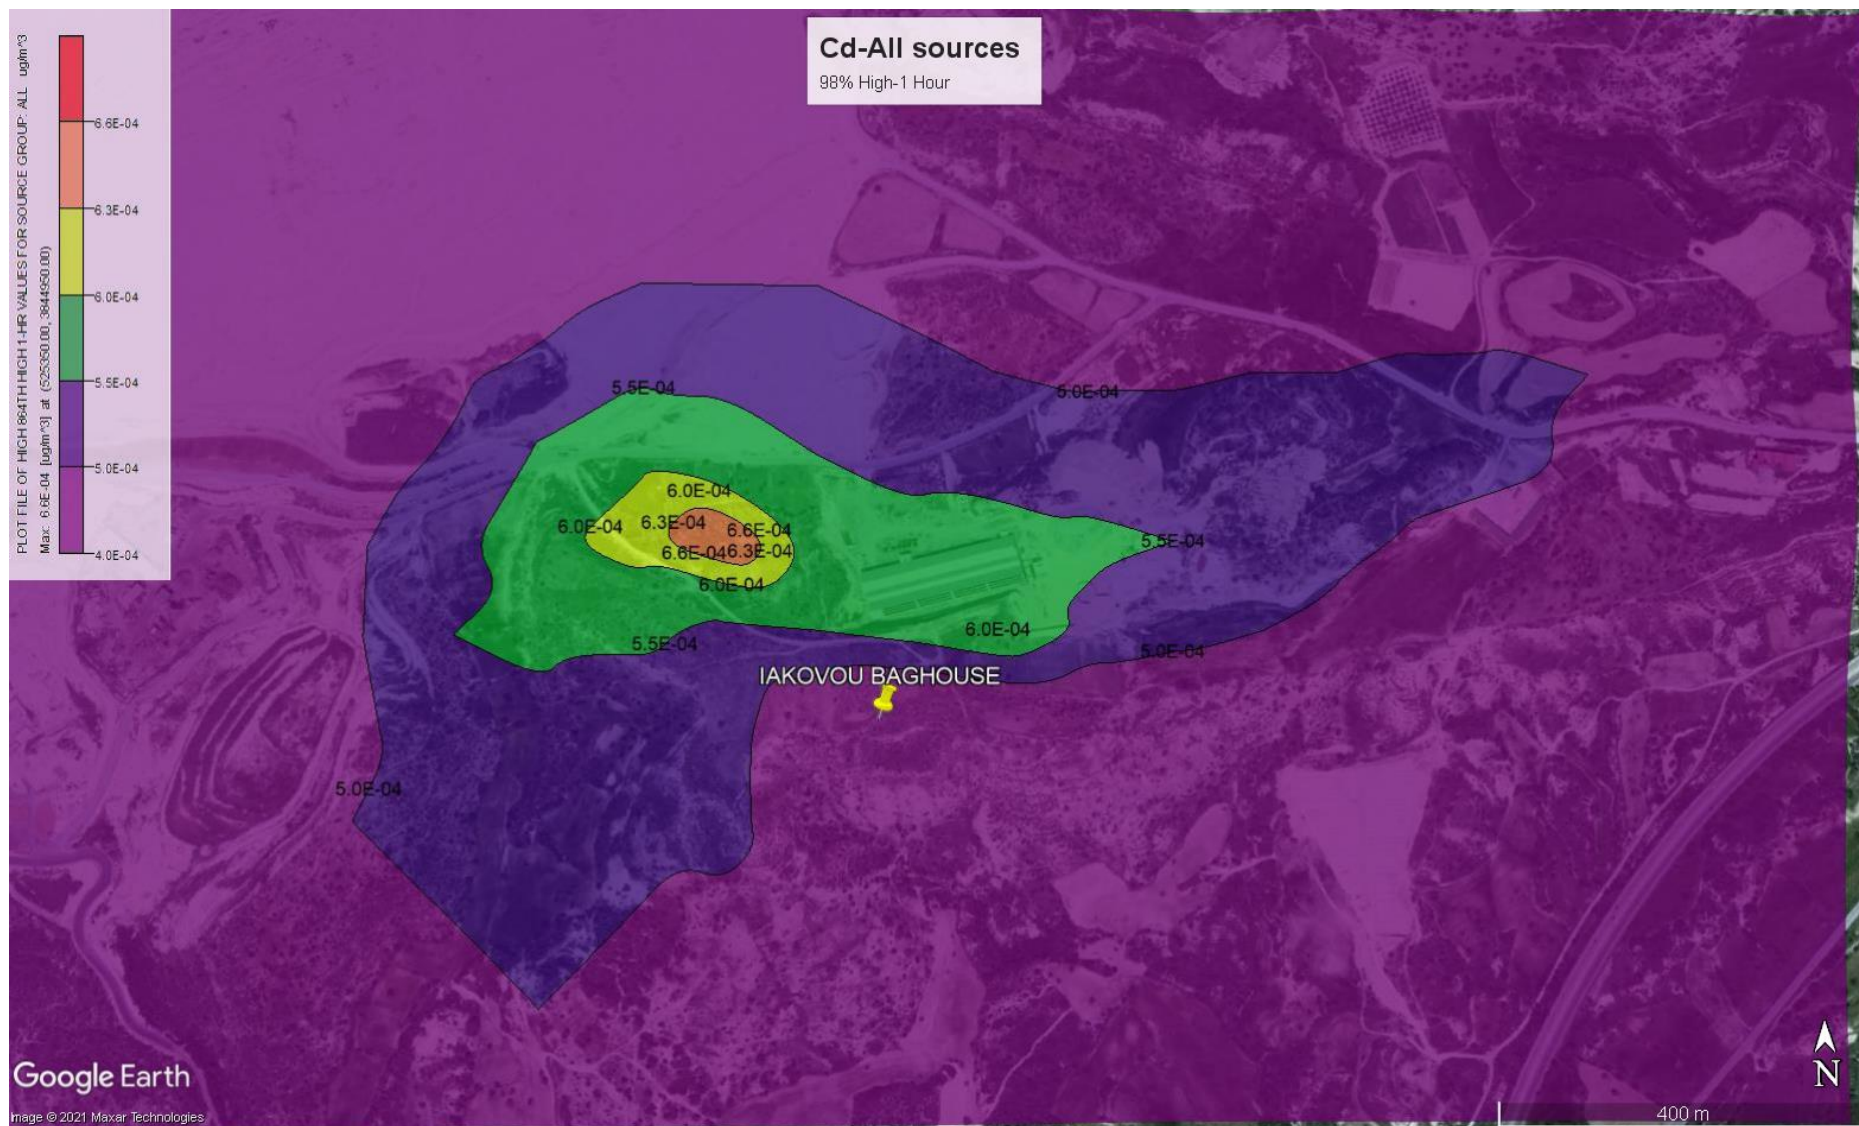 Cd-All sources
98% High-1 Hour
PLOT FILE OF HIGH 864TH HIGH 1-HR VALUES FOR SOURCE GROUP: ALL ug/m^3
Max: 6.6E-04 [ug/m^3] at (525350.00, 3844950.00)
6.6E-04
6.3E-04
6.0E-04
5.5E-04
5.0E-04
4.0E-04
5.5E-04
5.0E-04
6.0E-04
6.0E-04
6.3E-04
6.6E-04
5.5E-04
6.6E-04
6.3E-04
6.0E-04
6.0E-04
5.5E-04
5.0E-04
IAKOVOU BAGHOUSE
5.0E-04
Google Earth
Image © 2021 Maxar Technologies
N
400 m